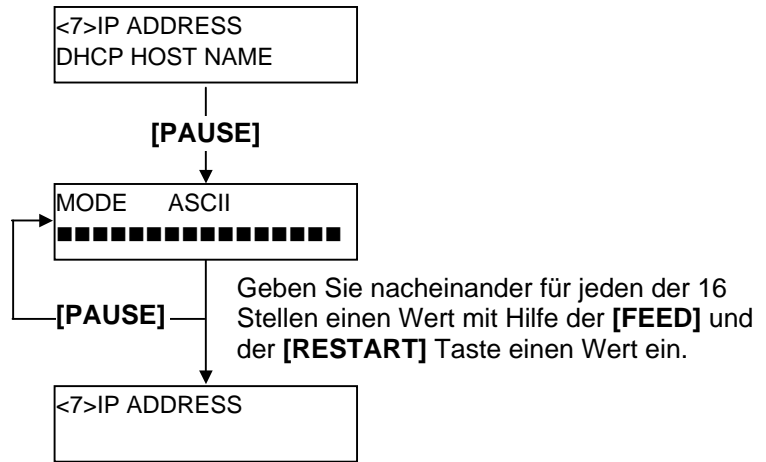 <7>IP ADDRESS
DHCP HOST NAME
[PAUSE]
MODE ASCII
■■■■■■■■■■■■■■■■
[PAUSE]
Geben Sie nacheinander für jeden der 16
Stellen einen Wert mit Hilfe der [FEED] und
der [RESTART] Taste einen Wert ein.
<7>IP ADDRESS